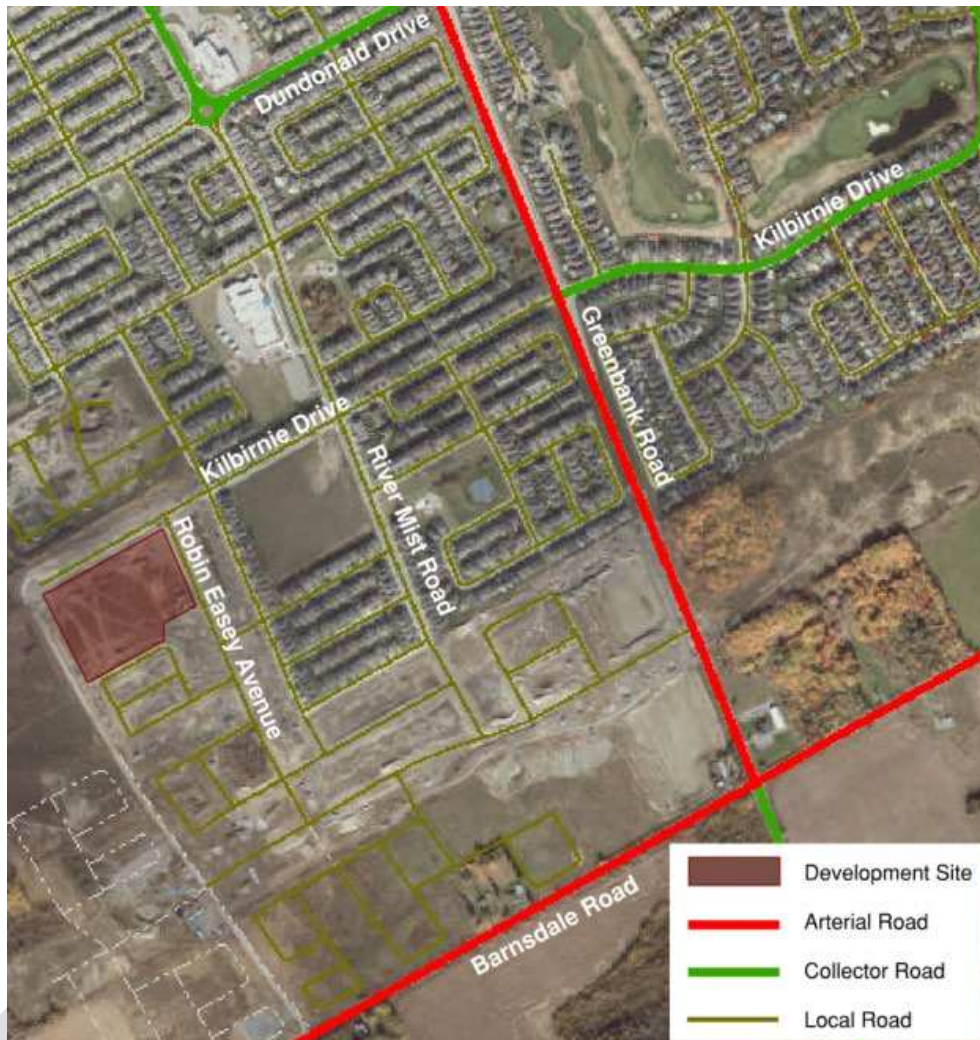 Dundonald Drive
Kilbirnie Drive
Greenbank Road
Kilbirnie Drive
River Mist Road
Robin Easey Avenue
Barnsdale Road
Development Site
Arterial Road
Collector Road
Local Road